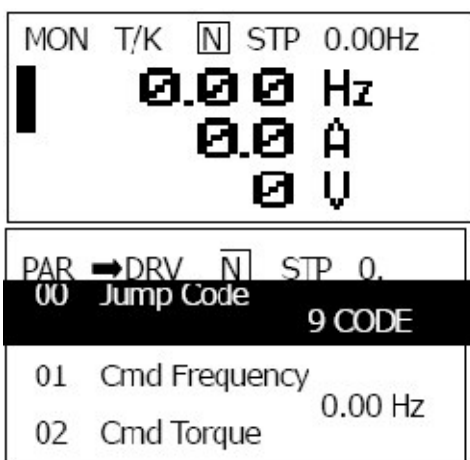 MON T/K N STP 0.00Hz
0.00 Hz
0.0 A
0 V
PAR ➡DRV N STP 0.
00 Jump Code
9 CODE
01 Cmd Frequency
0.00 Hz
02 Cmd Torque